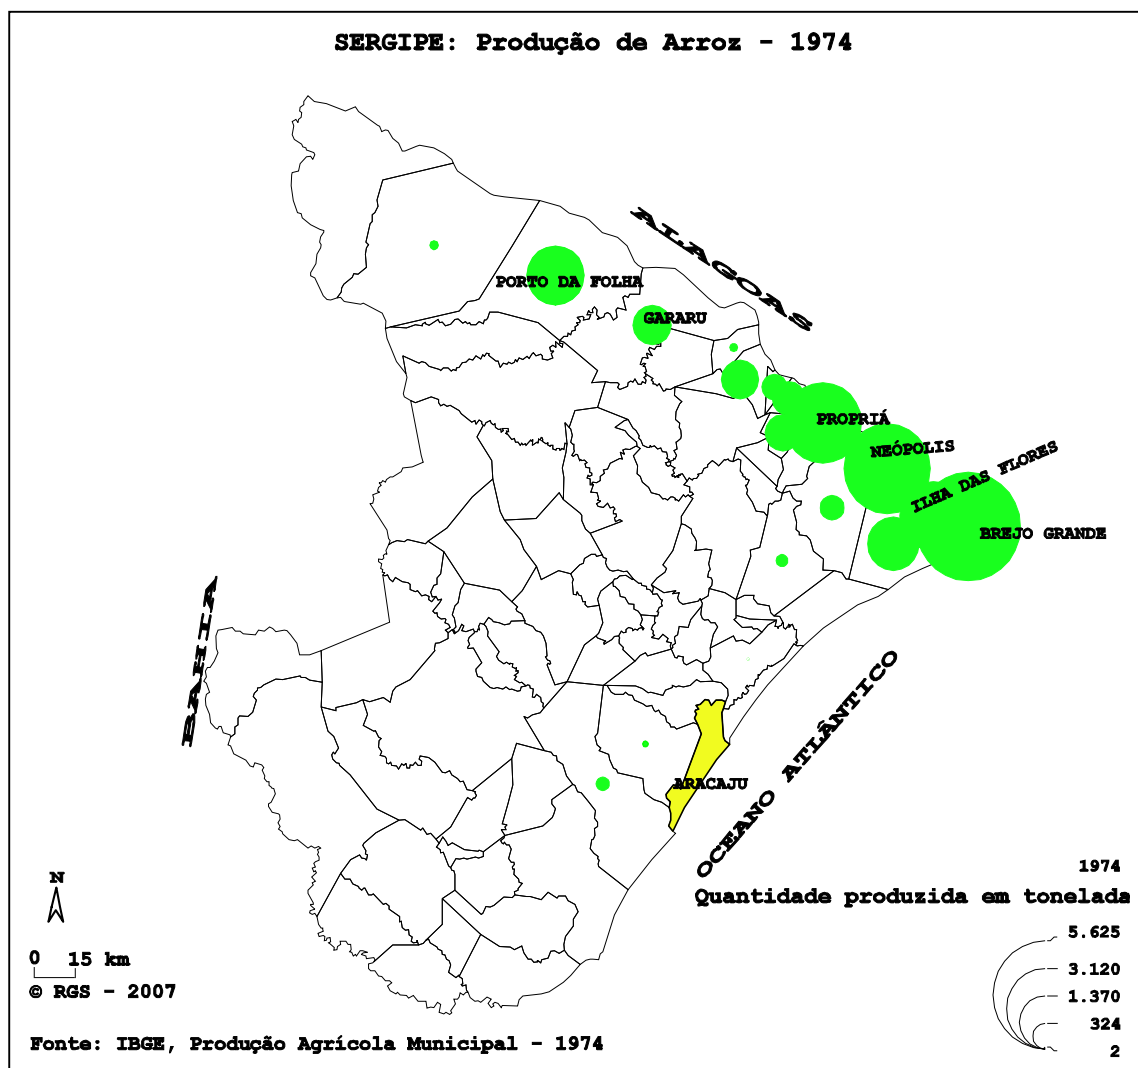 SERGIPE: Produção de Arroz - 1974
ALAGOAS
PORTO DA FOLHA
GARARU
PROPRIÁ
NEÓPOLIS
ILHA DAS FLORES
BREJO GRANDE
BAHIA
ARACAJU
OCEANO ATLÂNTICO
1974
Quantidade produzida em tonelada
5.625
3.120
1.370
324
2
N
0 15 km
© RGS - 2007
Fonte: IBGE, Produção Agrícola Municipal - 1974